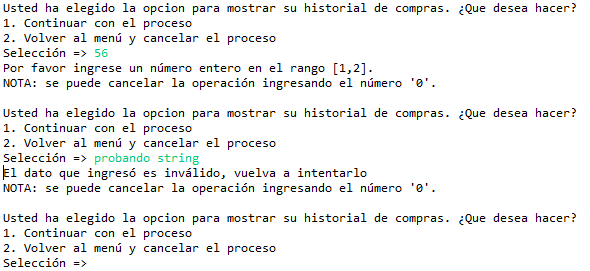 Usted ha elegido la opcion para mostrar su historial de compras. ¿Que desea hacer?
1. Continuar con el proceso
2. Volver al menú y cancelar el proceso
Selección => 56
Por favor ingrese un número entero en el rango [1,2].
NOTA: se puede cancelar la operación ingresando el número '0'.
Usted ha elegido la opcion para mostrar su historial de compras. ¿Que desea hacer?
1. Continuar con el proceso
2. Volver al menú y cancelar el proceso
Selección => probando string
El dato que ingresó es inválido, vuelva a intentarlo
NOTA: se puede cancelar la operación ingresando el número '0'.
Usted ha elegido la opcion para mostrar su historial de compras. ¿Que desea hacer?
1. Continuar con el proceso
2. Volver al menú y cancelar el proceso
Selección =>